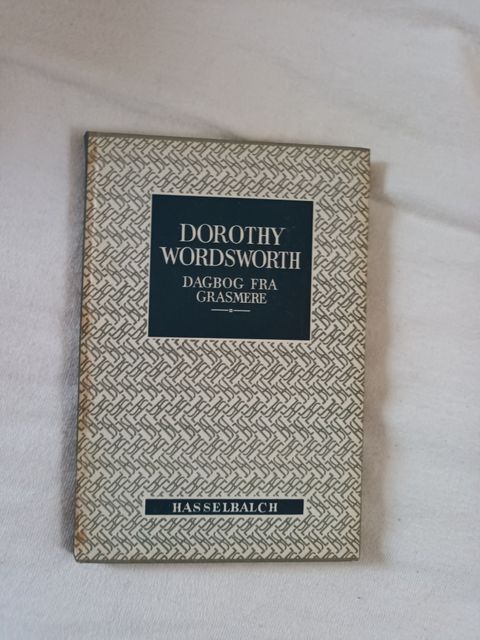 DOROTHY
WORDSWORTH
DAGBOG FRA
GRASMERE
HASSELBALCH